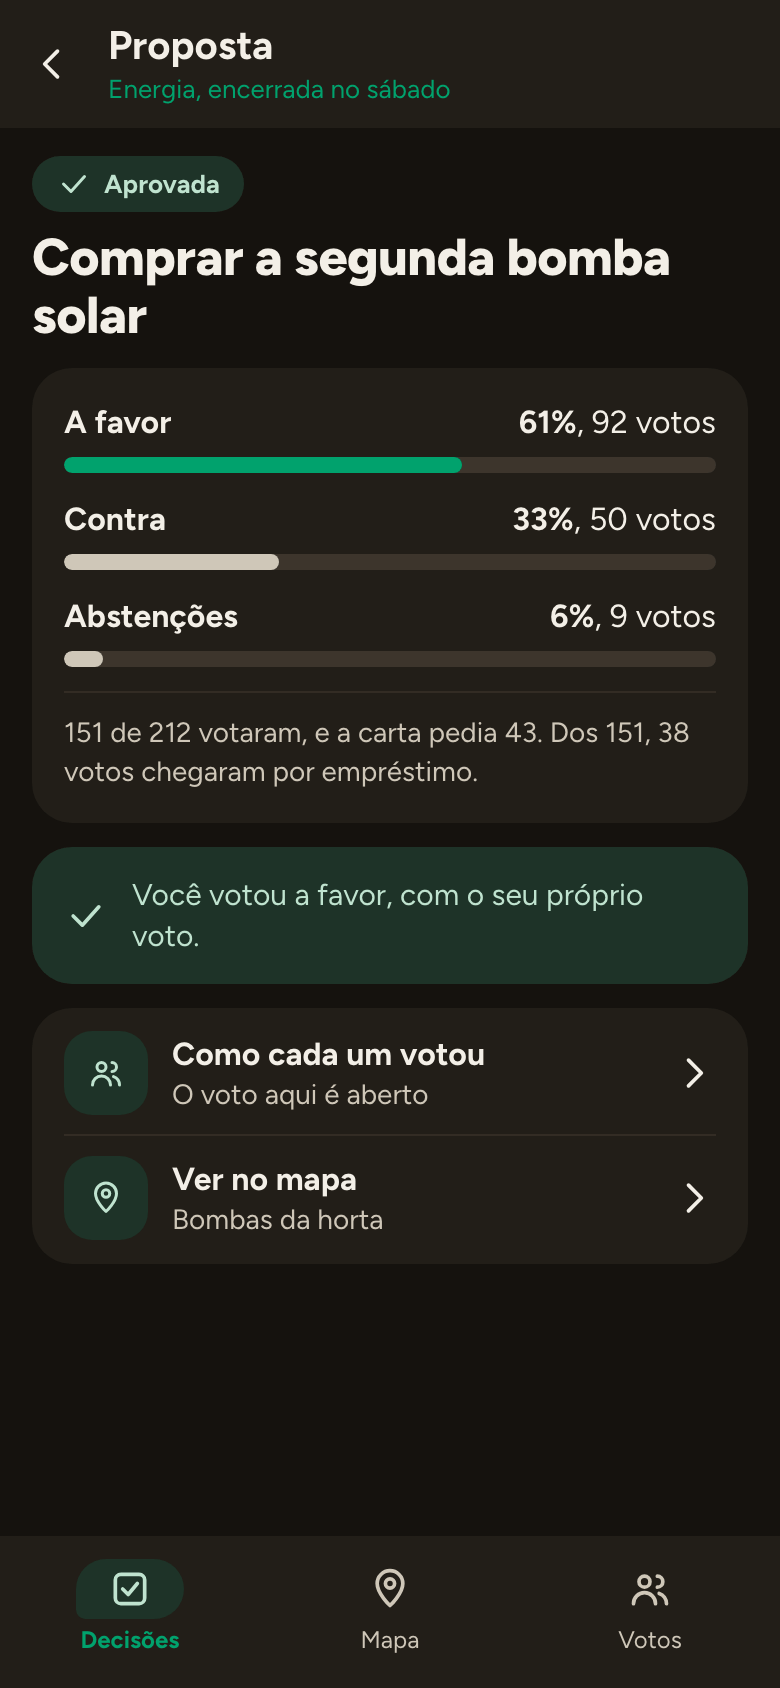 Proposta
Energia, encerrada no sábado
Aprovada
Comprar a segunda bomba
solar
A favor 61%, 92 votos
Contra 33%, 50 votos
Abstenções 6%, 9 votos
151 de 212 votaram, e a carta pedia 43. Dos 151, 38
votos chegaram por empréstimo.
Você votou a favor, com o seu próprio
voto.
Como cada um votou
O voto aqui é aberto
Ver no mapa
Bombas da horta
Decisões Mapa Votos